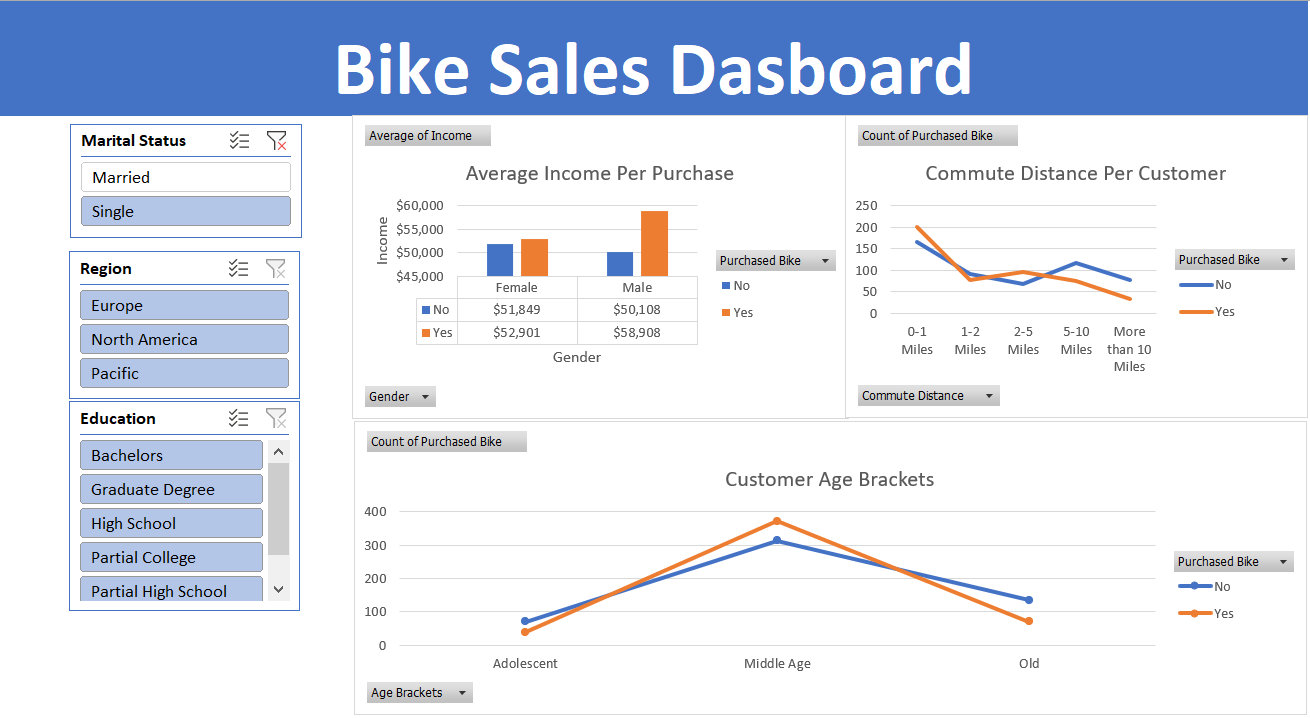 Bike Sales Dasboard
Marital Status
Married
Single
Region
Europe
North America
Pacific
Education
Bachelors
Graduate Degree
High School
Partial College
Partial High School
Average of Income
Average Income Per Purchase
Income
$60,000
$55,000
$50,000
$45,000
Female Male
No $51,849 $50,108
Yes $52,901 $58,908
Gender
Purchased Bike
No
Yes
Gender
Count of Purchased Bike
Commute Distance Per Customer
250
200
150
100
50
0
0-1 Miles
1-2 Miles
2-5 Miles
5-10 Miles
More than 10 Miles
Purchased Bike
No
Yes
Commute Distance
Count of Purchased Bike
Customer Age Brackets
400
300
200
100
0
Adolescent Middle Age Old
Purchased Bike
No
Yes
Age Brackets